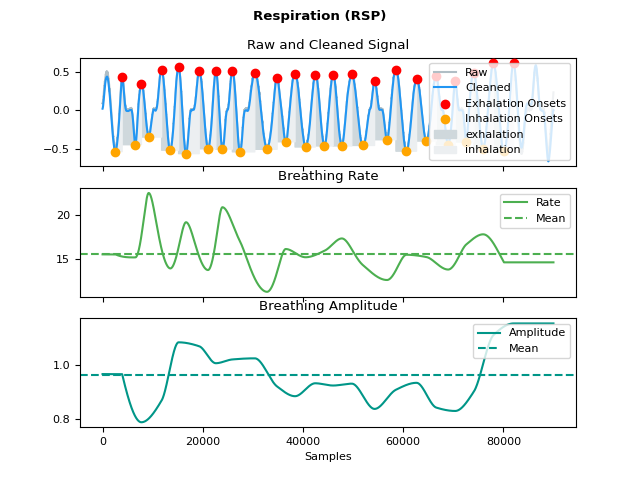 Respiration (RSP)
Raw and Cleaned Signal
0.5
0.0
−0.5
Raw
Cleaned
Exhalation Onsets
Inhalation Onsets
exhalation
inhalation
Breathing Rate
20
15
Rate
Mean
Breathing Amplitude
1.0
0.8
Amplitude
Mean
0
20000
40000
60000
80000
Samples